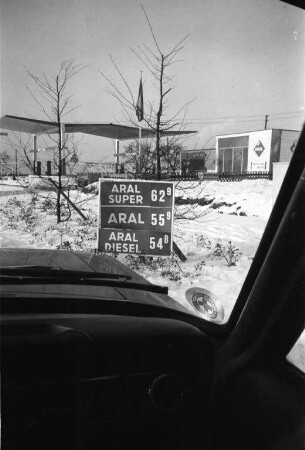 ARAL SUPER 62⁹
ARAL 55⁹
ARAL DIESEL 54⁸